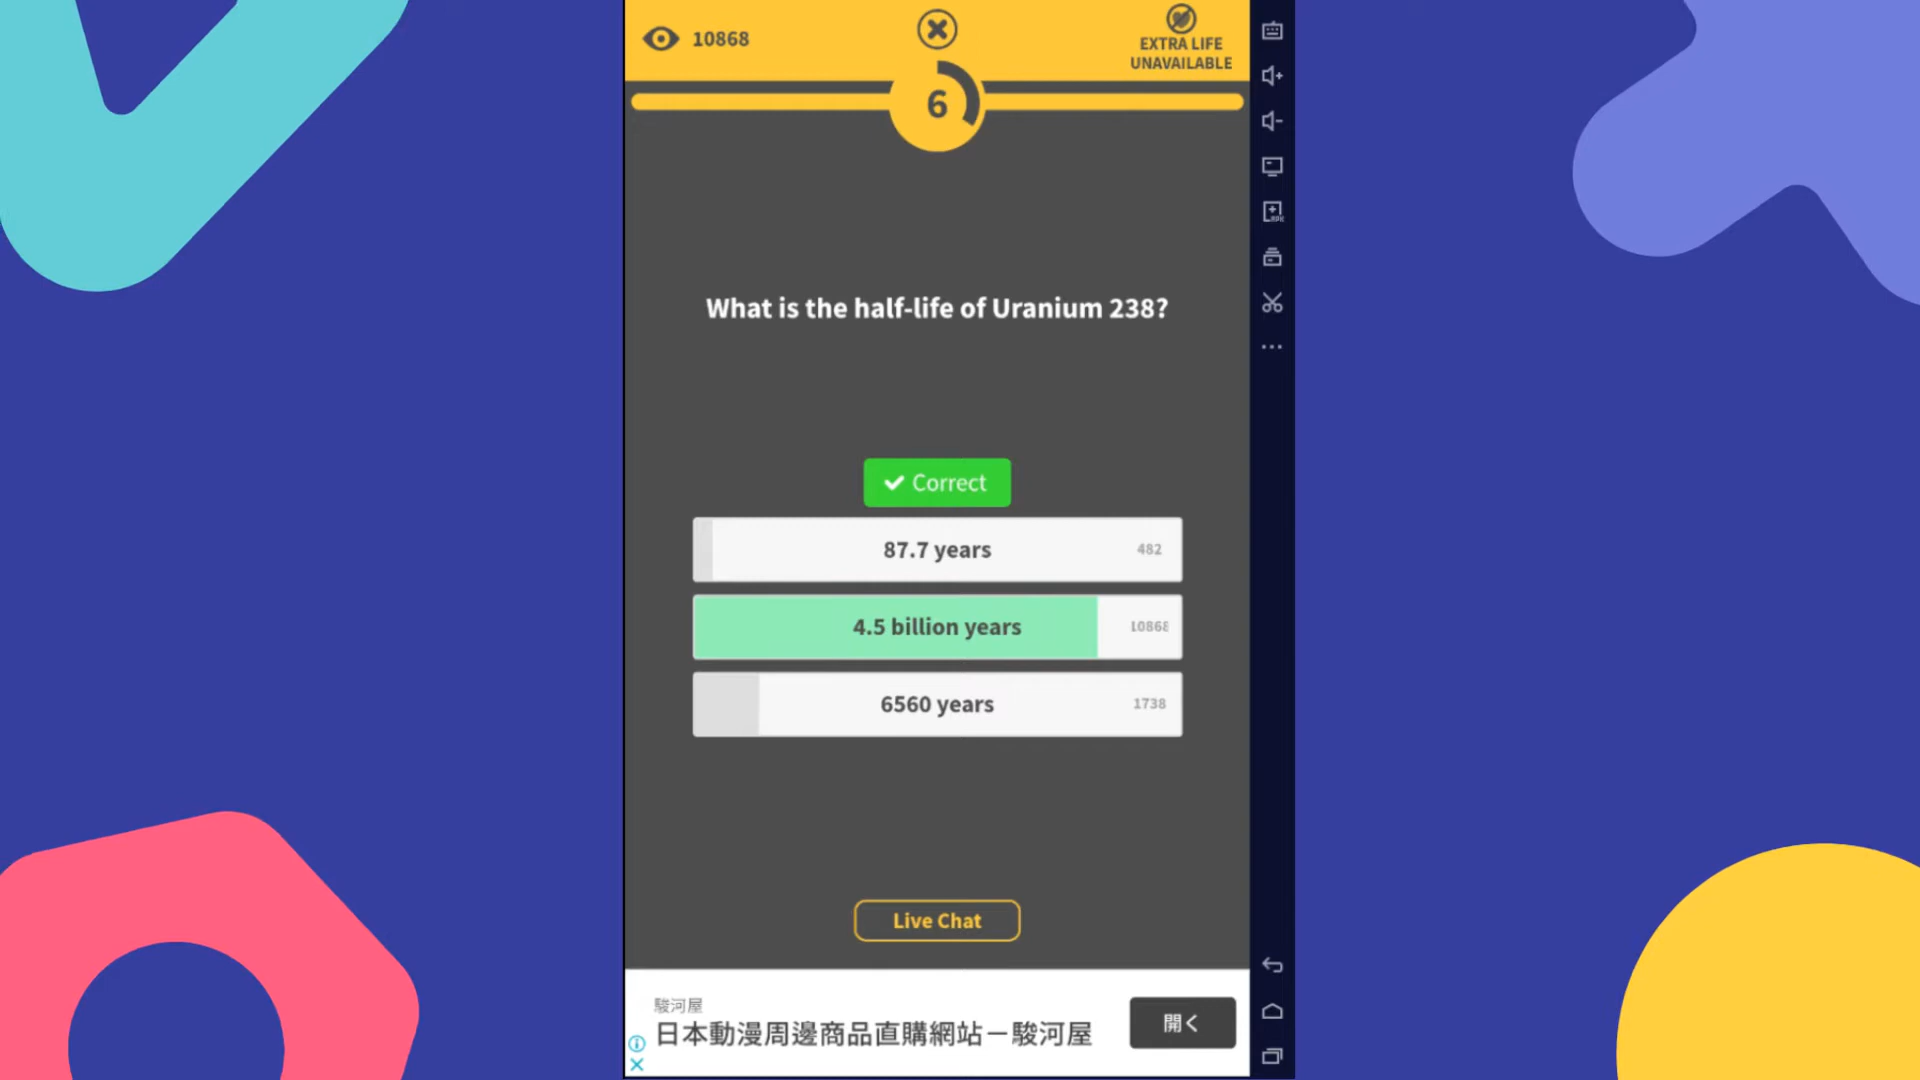 10868
EXTRA LIFE
UNAVAILABLE
6
What is the half-life of Uranium 238?
Correct
87.7 years 482
4.5 billion years 10868
6560 years 1738
Live Chat
駿河屋
日本動漫周邊商品直購網站－駿河屋
開く